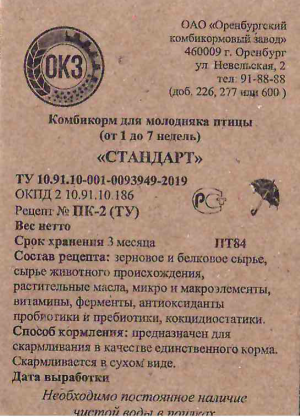 ОКЗ
ОАО «Оренбургский
комбикормовый завод»
460009 г. Оренбург
ул. Невельская, 2
тел. 91-88-88
(доб. 226, 277 или 600 )
Комбикорм для молодняка птицы
(от 1 до 7 недель)
«СТАНДАРТ»
ТУ 10.91.10-001-0093949-2019
ОКПД 2 10.91.10.186
Рецепт № ПК-2 (ТУ)
Вес нетто
Срок хранения 3 месяца ПТ84
Состав рецепта: зерновое и белковое сырье,
сырье животного происхождения,
растительные масла, микро и макроэлементы,
витамины, ферменты, антиоксиданты
пробиотики и пребиотики, кокцидиостатики.
Способ кормления: предназначен для
скармливания в качестве единственного корма.
Скармливается в сухом виде.
Дата выработки
Необходимо постоянное наличие
чистой воды в поилках